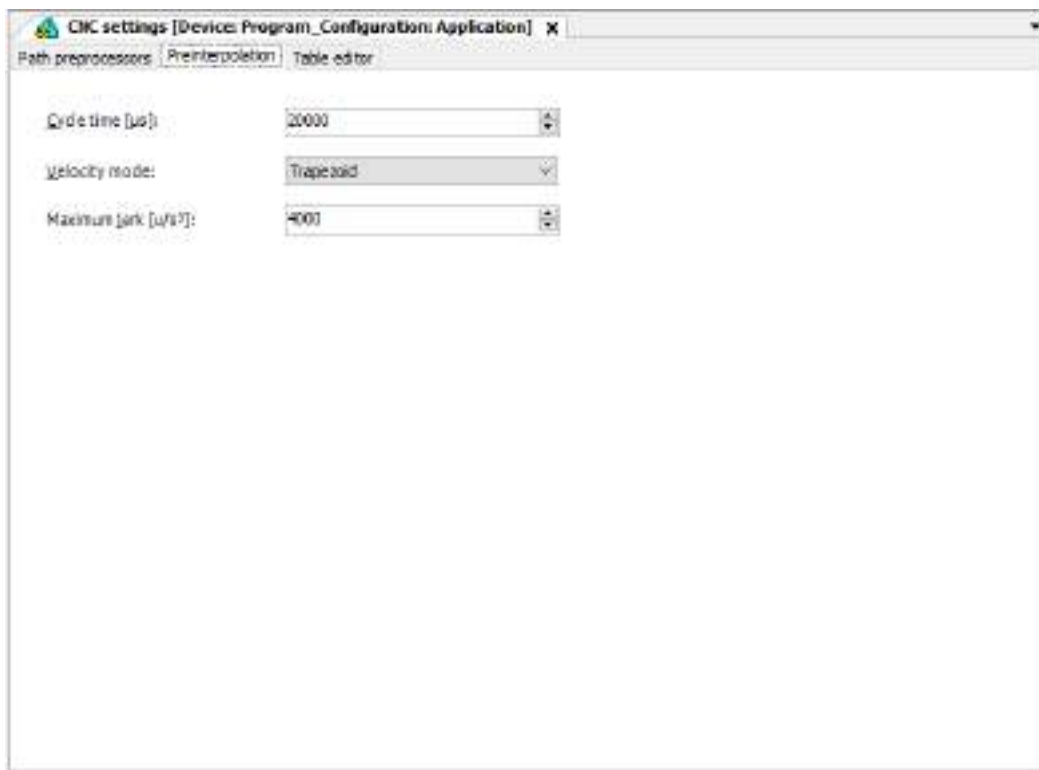 CNC settings [Device: Program_Configuration: Application]
Path preprocessors Preinterpolation Table editor
Cycle time [µs]: 20000
Velocity mode: Trapezoid
Maximum jerk [u/s³]: 4000